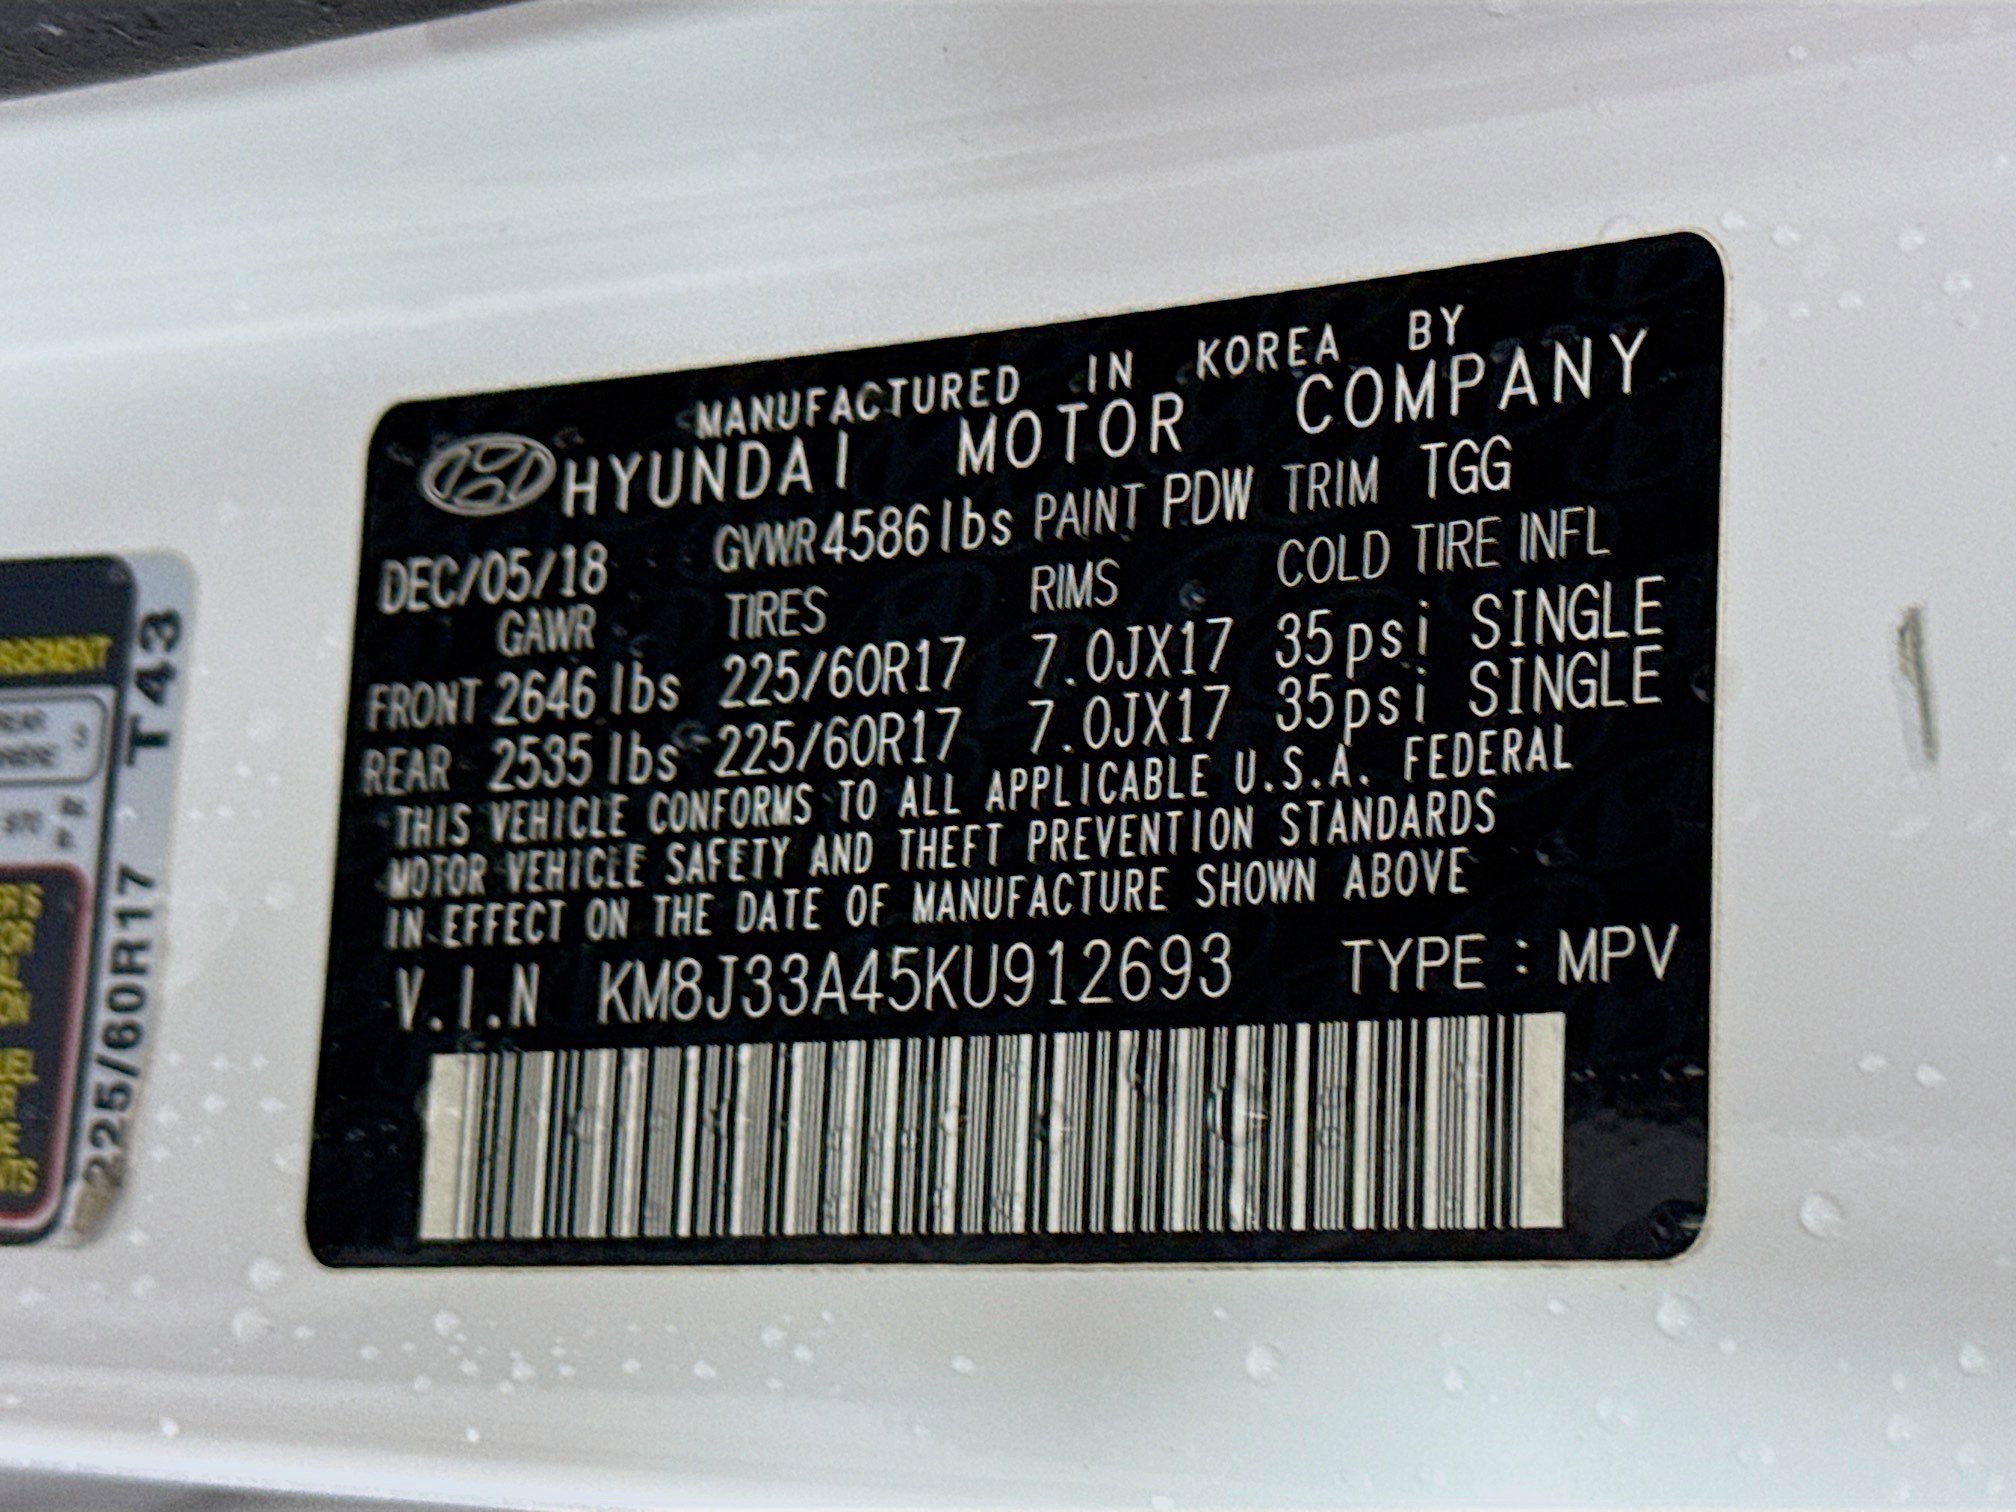 MANUFACTURED IN KOREA BY
HYUNDAI MOTOR COMPANY
DEC/05/18 GVWR4586lbs PAINT PDW TRIM TGG
GAWR TIRES RIMS COLD TIRE INFL
FRONT 2646 lbs 225/60R17 7.0JX17 35psi SINGLE
REAR 2535 lbs 225/60R17 7.0JX17 35psi SINGLE
THIS VEHICLE CONFORMS TO ALL APPLICABLE U.S.A. FEDERAL
MOTOR VEHICLE SAFETY AND THEFT PREVENTION STANDARDS
IN EFFECT ON THE DATE OF MANUFACTURE SHOWN ABOVE
V.I.N KM8J33A45KU912693 TYPE : MPV
225/60R17 T43
REAR 3